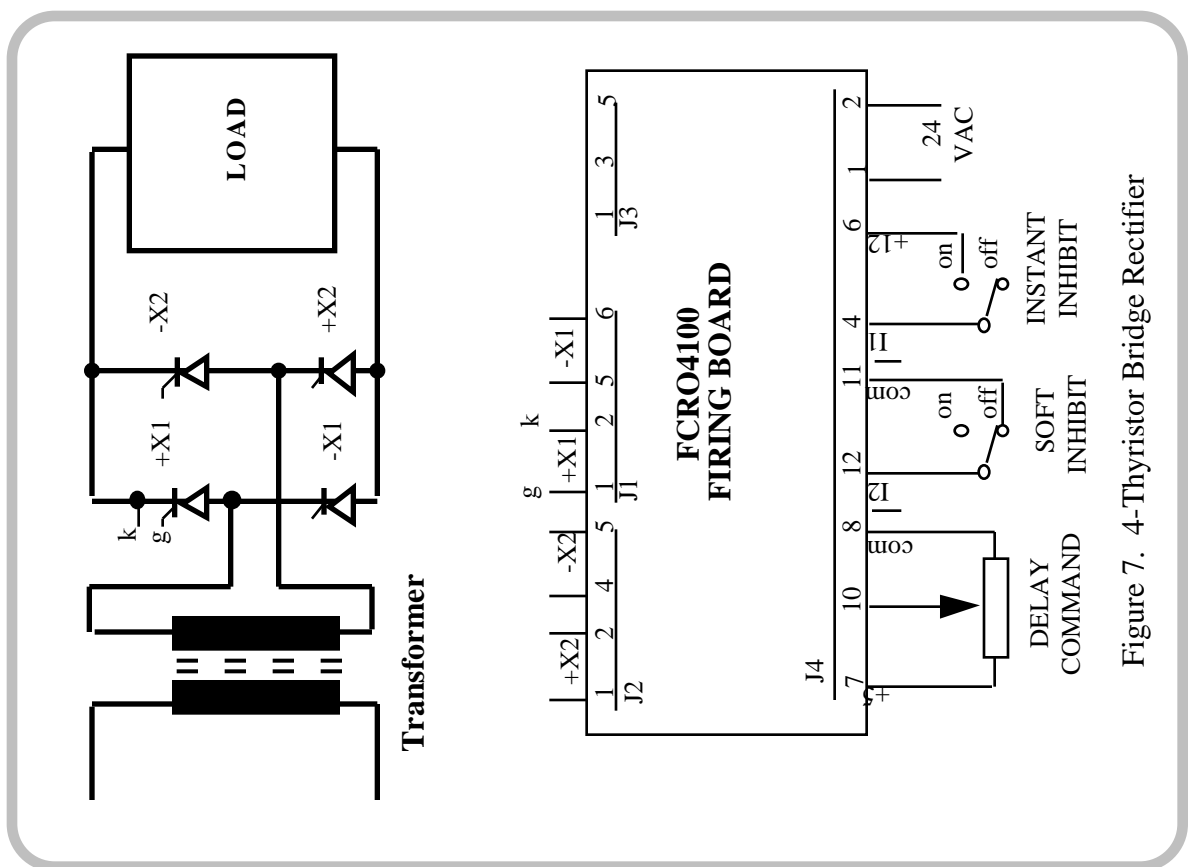 LOAD
-X2
+X2
+X1
-X1
k
g
Transformer
-X1
k
+X1
g
-X2
+X2
5
3
1
J3
6
5
2
1
J1
5
4
2
1
J2
FCRO4100
FIRING BOARD
J4
2
1
6
4
11
12
8
10
7
+12
I1
com
I2
com
+5
24
VAC
on
off
INSTANT
INHIBIT
on
off
SOFT
INHIBIT
DELAY
COMMAND
Figure 7. 4-Thyristor Bridge Rectifier